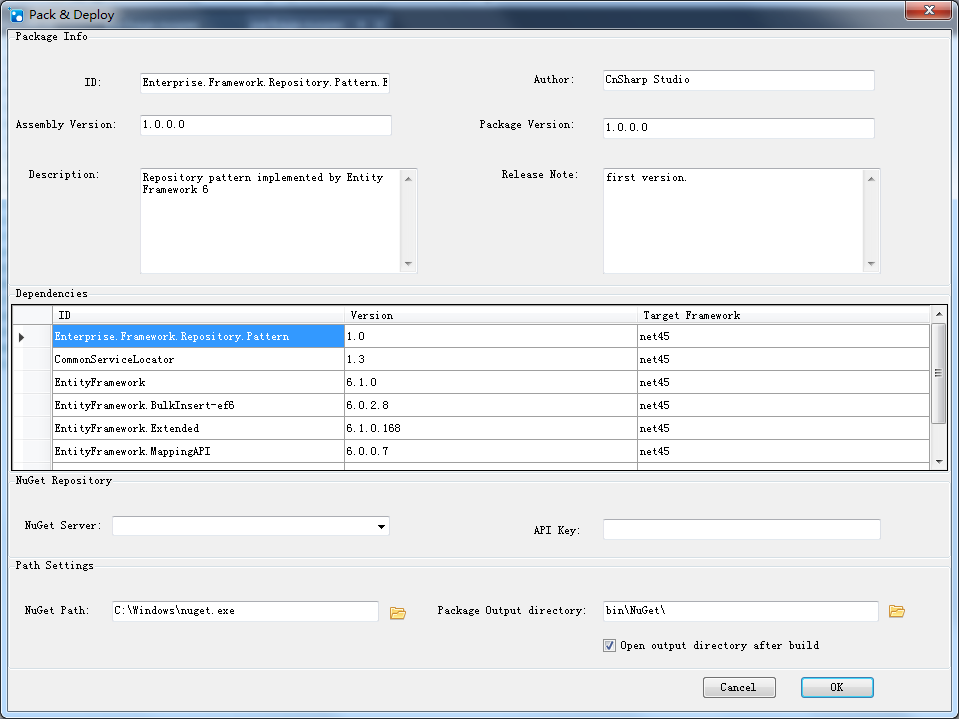 Pack & Deploy
Package Info
ID: Enterprise.Framework.Repository.Pattern.E
Author: CnSharp Studio
Assembly Version: 1.0.0.0
Package Version: 1.0.0.0
Description: Repository pattern implemented by Entity
Framework 6
Release Note: first version.
Dependencies
ID Version Target Framework
Enterprise.Framework.Repository.Pattern 1.0 net45
CommonServiceLocator 1.3 net45
EntityFramework 6.1.0 net45
EntityFramework.BulkInsert-ef6 6.0.2.8 net45
EntityFramework.Extended 6.1.0.168 net45
EntityFramework.MappingAPI 6.0.0.7 net45
NuGet Repository
NuGet Server:
API Key:
Path Settings
NuGet Path: C:\Windows\nuget.exe
Package Output directory: bin\NuGet\
Open output directory after build
Cancel OK